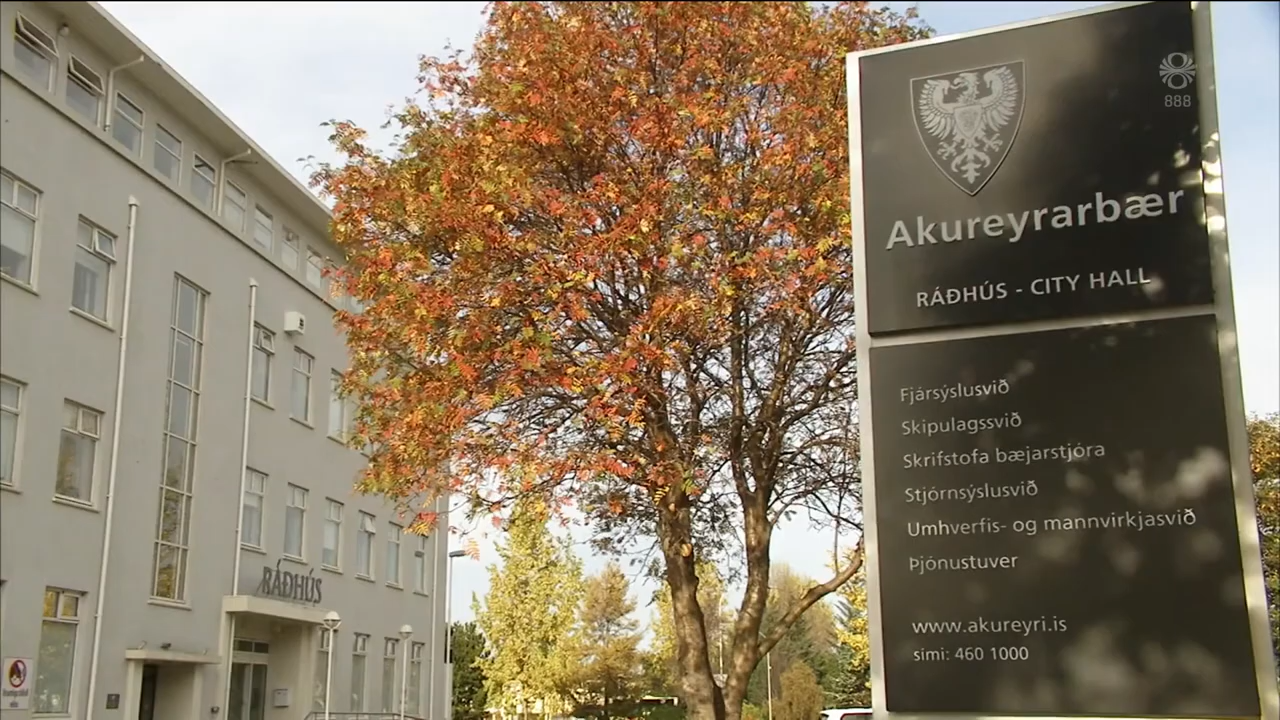 888
Akureyrarbær
RÁÐHÚS - CITY HALL
Fjársýslusvið
Skipulagssvið
Skrifstofa bæjarstjóra
Stjórnsýslusvið
Umhverfis- og mannvirkjasvið
Þjónustuver
www.akureyri.is
sími: 460 1000
RÁÐHÚS